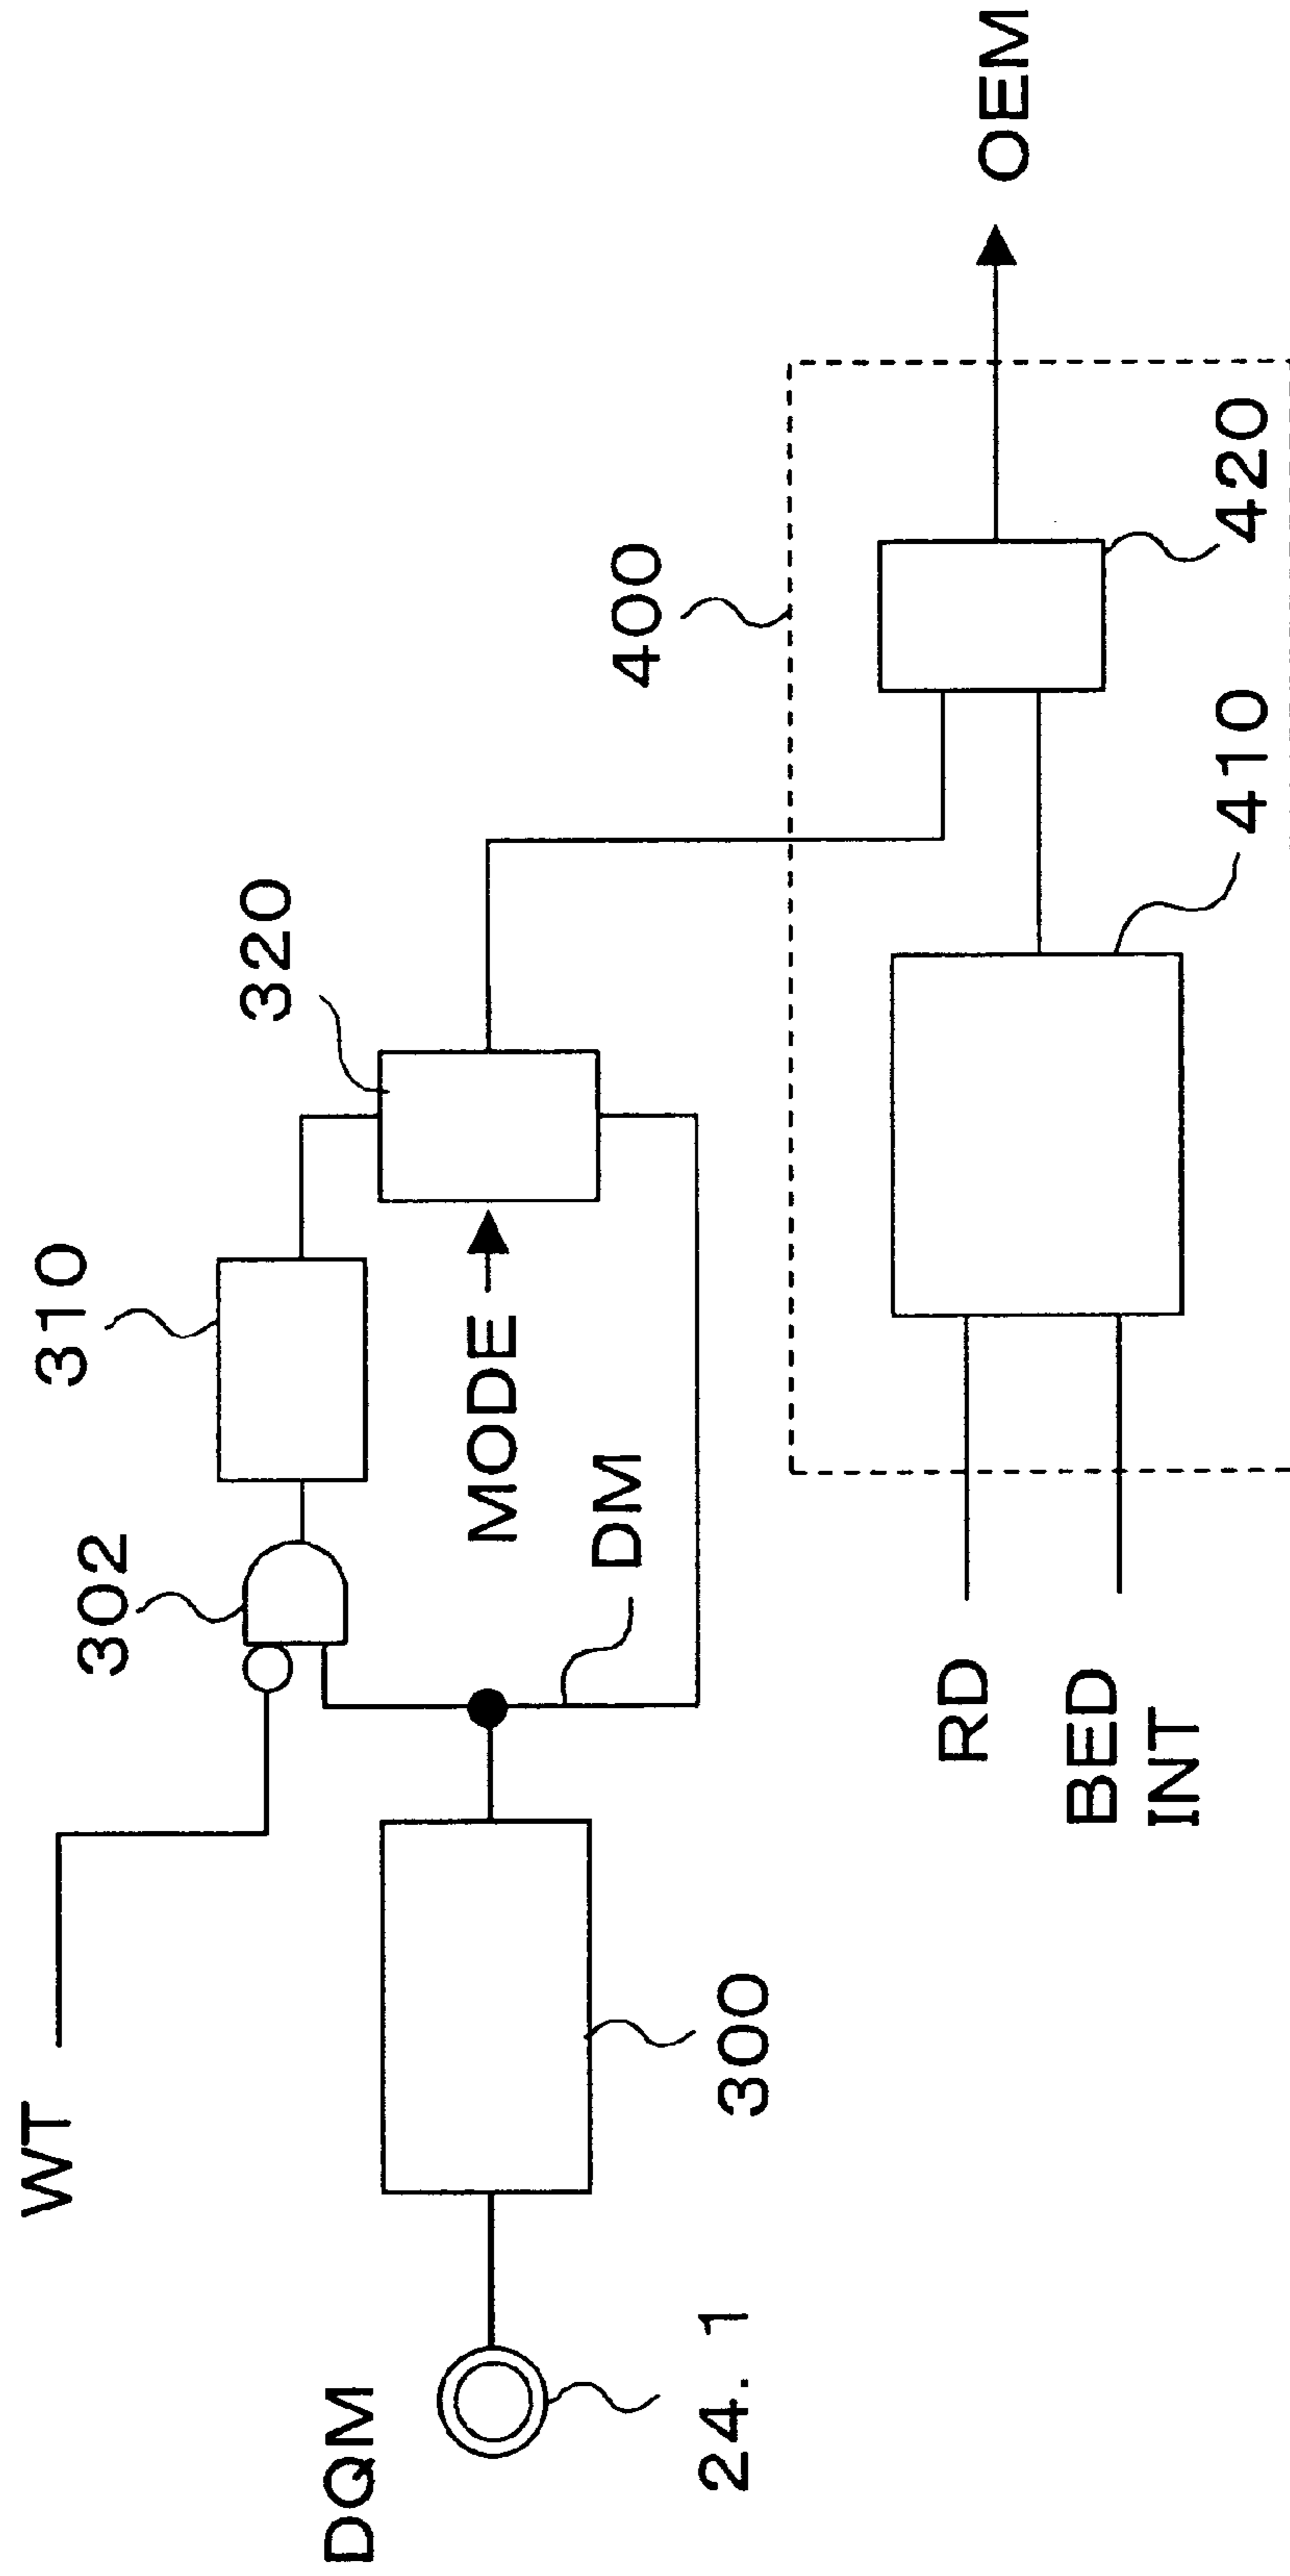 WT
302
310
320
MODE
DM
DQM
24. 1
300
400
RD
BED
INT
410
420
OEM